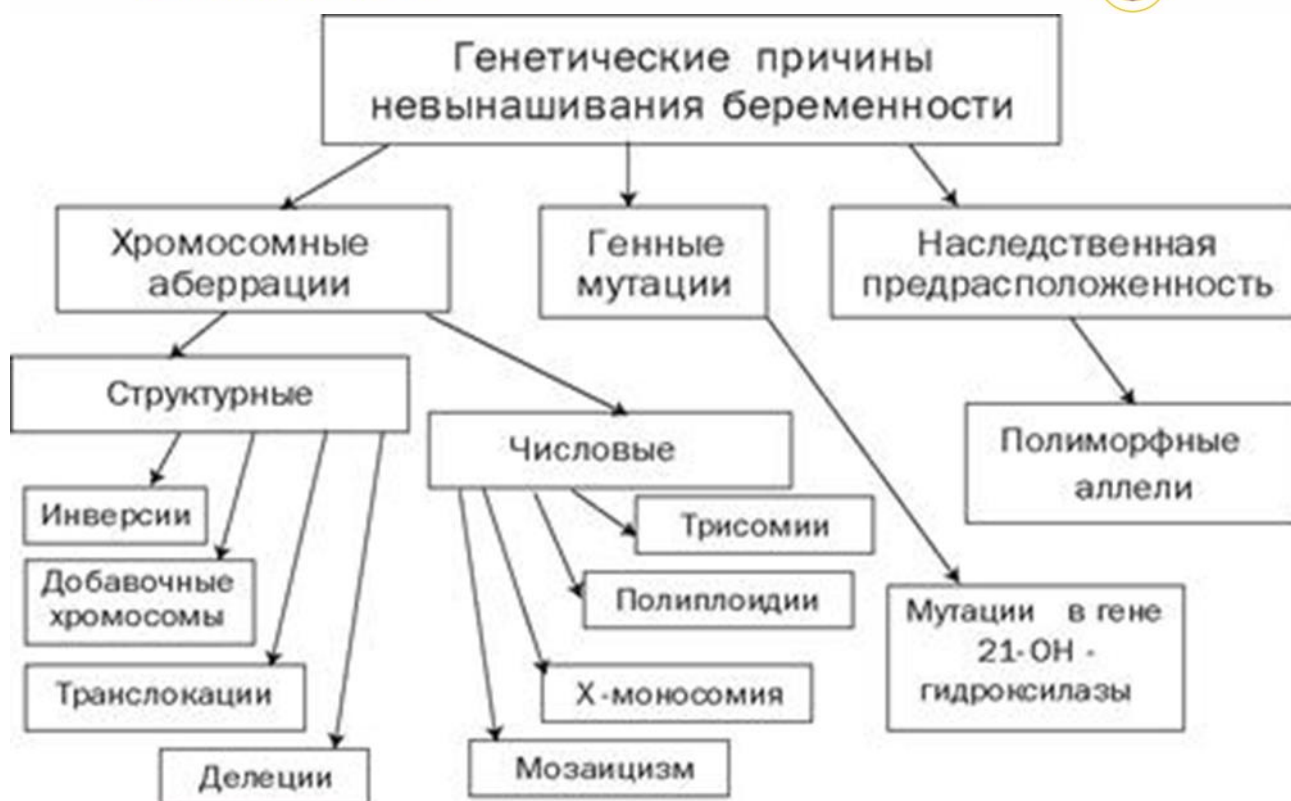 Генетические причины
невынашивания беременности
Хромосомные
аберрации
Генные
мутации
Наследственная
предрасположенность
Структурные
Числовые
Полиморфные
аллели
Инверсии
Добавочные
хромосомы
Транслокации
Делеции
Трисомии
Полиплоидии
Х-моносомия
Мозаицизм
Мутации в гене
21-ОН -
гидроксилазы